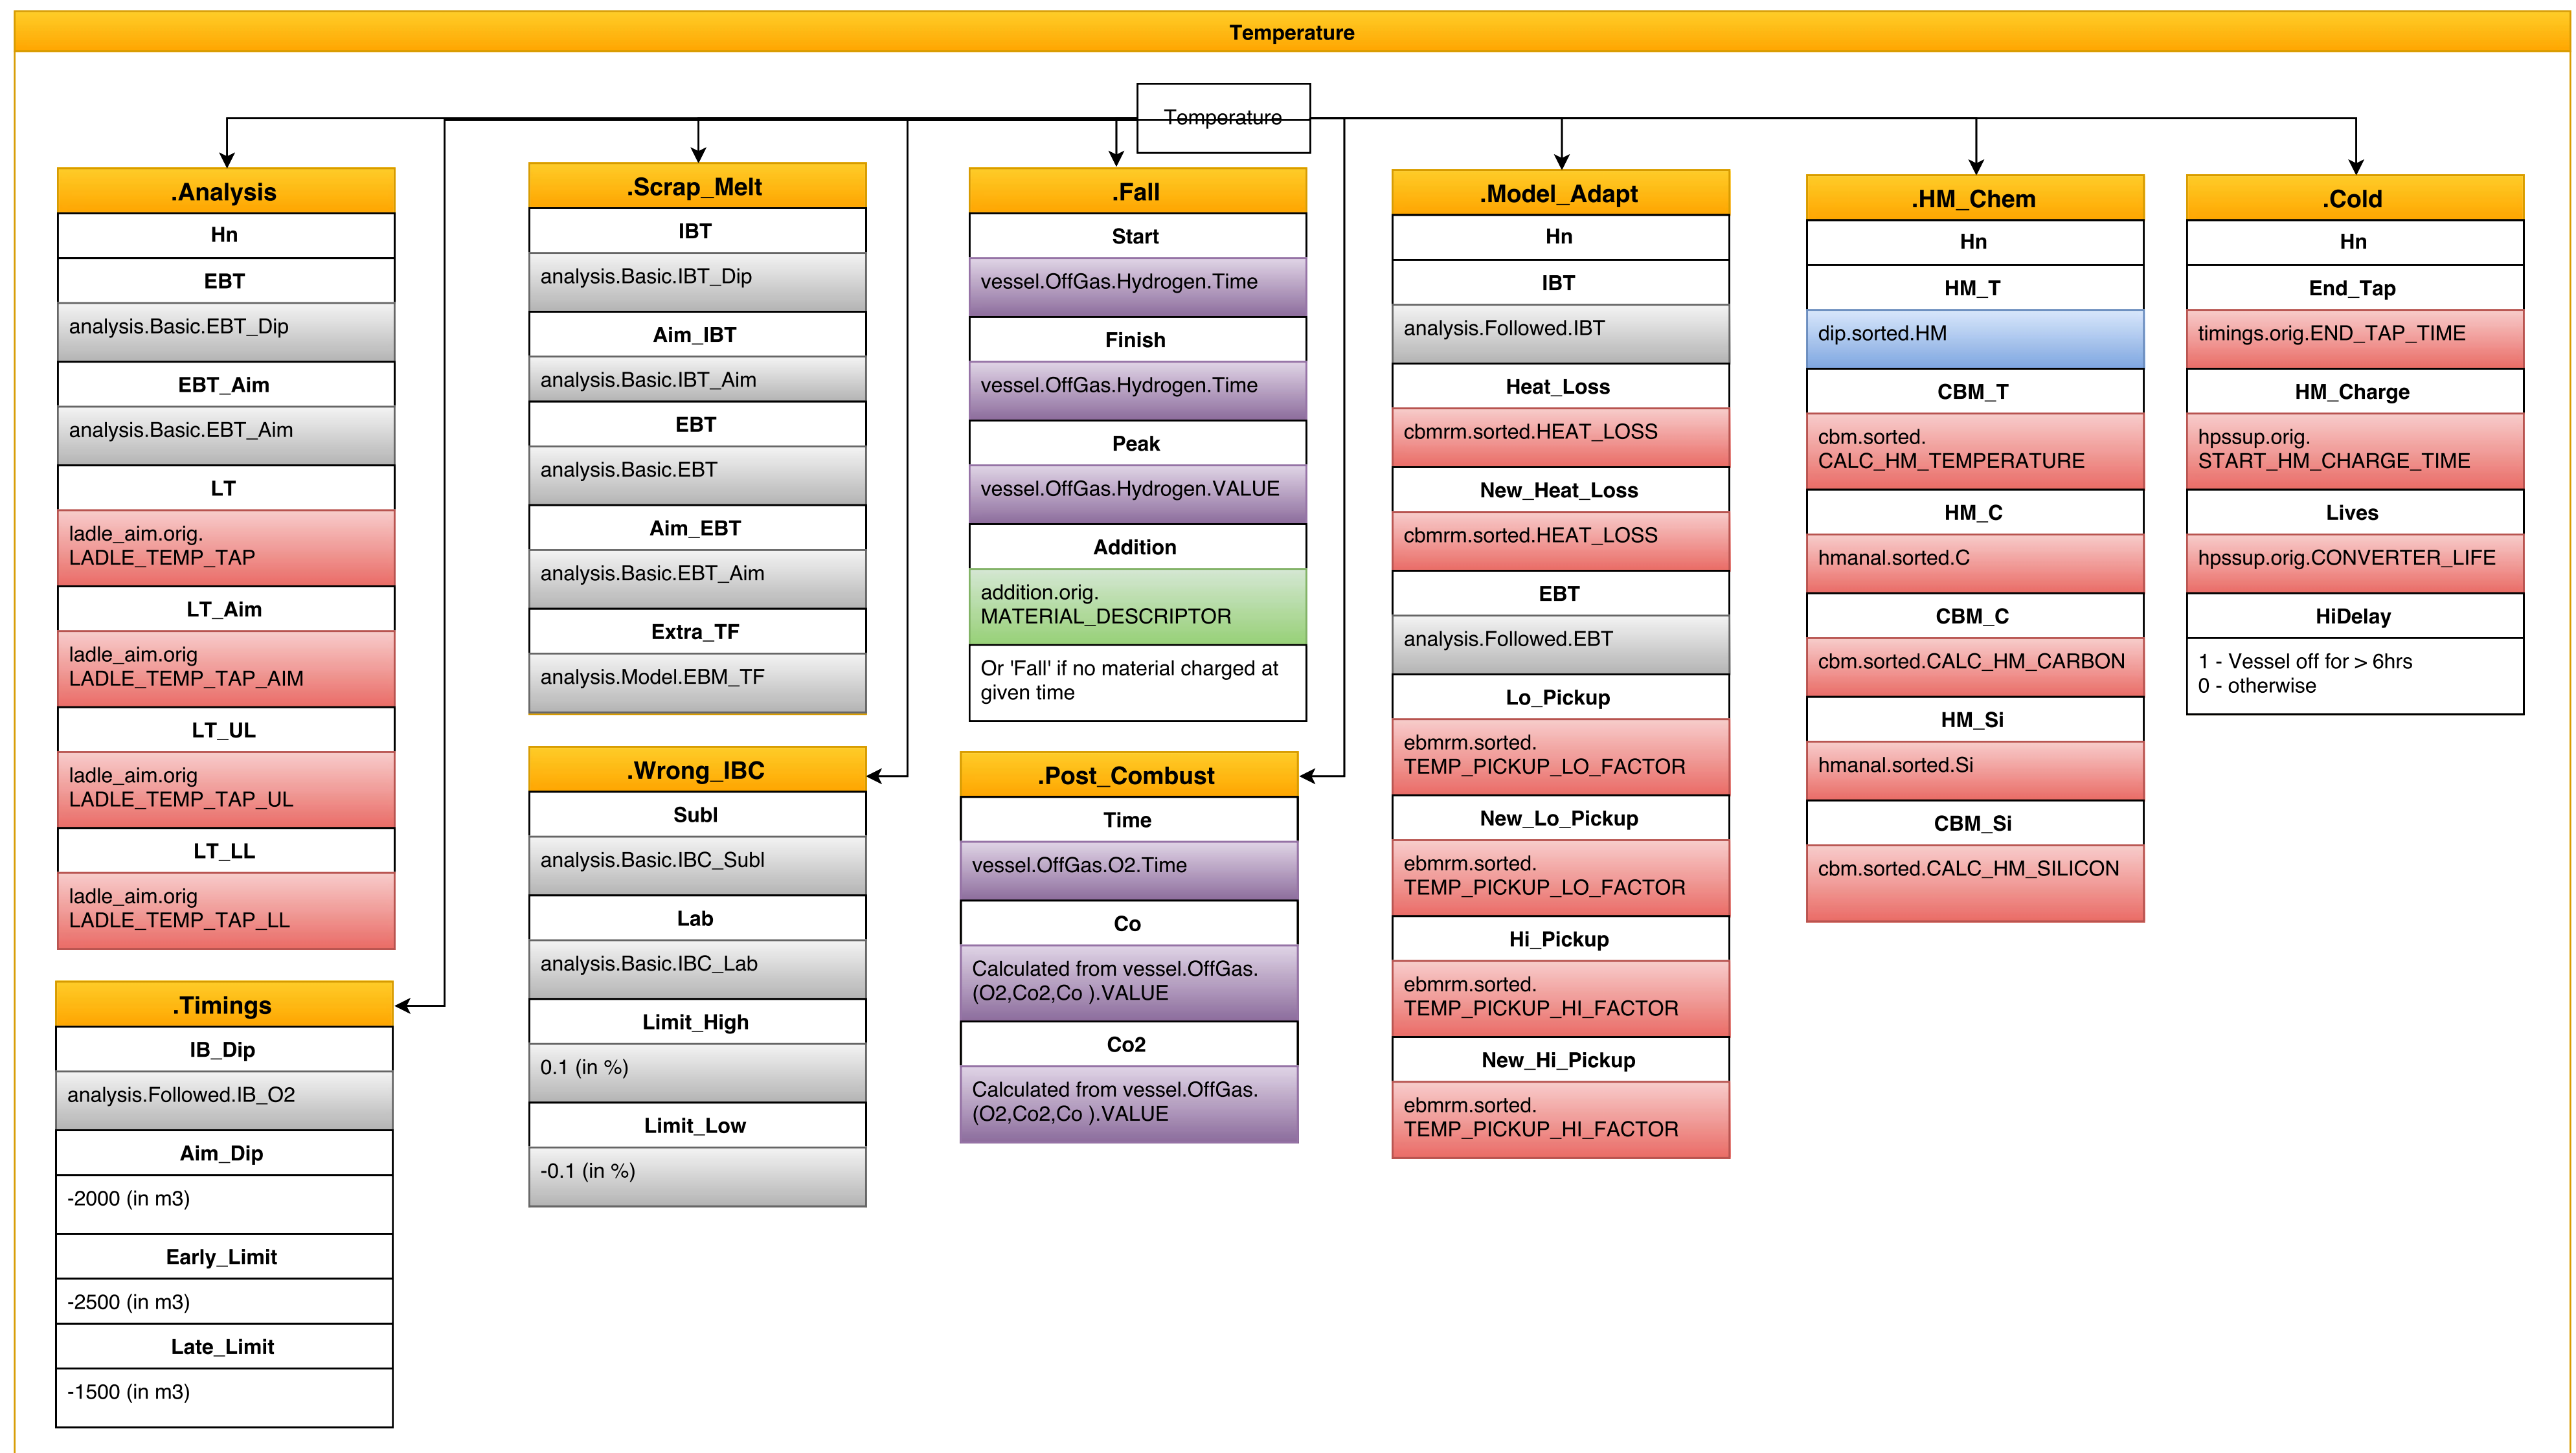 Temperature
Temperature
.Analysis
Hn
EBT
analysis.Basic.EBT_Dip
EBT_Aim
analysis.Basic.EBT_Aim
LT
ladle_aim.orig.
LADLE_TEMP_TAP
LT_Aim
ladle_aim.orig
LADLE_TEMP_TAP_AIM
LT_UL
ladle_aim.orig
LADLE_TEMP_TAP_UL
LT_LL
ladle_aim.orig
LADLE_TEMP_TAP_LL
.Timings
IB_Dip
analysis.Followed.IB_O2
Aim_Dip
-2000 (in m3)
Early_Limit
-2500 (in m3)
Late_Limit
-1500 (in m3)
.Scrap_Melt
IBT
analysis.Basic.IBT_Dip
Aim_IBT
analysis.Basic.IBT_Aim
EBT
analysis.Basic.EBT
Aim_EBT
analysis.Basic.EBT_Aim
Extra_TF
analysis.Model.EBM_TF
.Wrong_IBC
Subl
analysis.Basic.IBC_Subl
Lab
analysis.Basic.IBC_Lab
Limit_High
0.1 (in %)
Limit_Low
-0.1 (in %)
.Fall
Start
vessel.OffGas.Hydrogen.Time
Finish
vessel.OffGas.Hydrogen.Time
Peak
vessel.OffGas.Hydrogen.VALUE
Addition
addition.orig.
MATERIAL_DESCRIPTOR
Or 'Fall' if no material charged at
given time
.Post_Combust
Time
vessel.OffGas.O2.Time
Co
Calculated from vessel.OffGas.
(O2,Co2,Co ).VALUE
Co2
Calculated from vessel.OffGas.
(O2,Co2,Co ).VALUE
.Model_Adapt
Hn
IBT
analysis.Followed.IBT
Heat_Loss
cbmrm.sorted.HEAT_LOSS
New_Heat_Loss
cbmrm.sorted.HEAT_LOSS
EBT
analysis.Followed.EBT
Lo_Pickup
ebmrm.sorted.
TEMP_PICKUP_LO_FACTOR
New_Lo_Pickup
ebmrm.sorted.
TEMP_PICKUP_LO_FACTOR
Hi_Pickup
ebmrm.sorted.
TEMP_PICKUP_HI_FACTOR
New_Hi_Pickup
ebmrm.sorted.
TEMP_PICKUP_HI_FACTOR
.HM_Chem
Hn
HM_T
dip.sorted.HM
CBM_T
cbm.sorted.
CALC_HM_TEMPERATURE
HM_C
hmanal.sorted.C
CBM_C
cbm.sorted.CALC_HM_CARBON
HM_Si
hmanal.sorted.Si
CBM_Si
cbm.sorted.CALC_HM_SILICON
.Cold
Hn
End_Tap
timings.orig.END_TAP_TIME
HM_Charge
hpssup.orig.
START_HM_CHARGE_TIME
Lives
hpssup.orig.CONVERTER_LIFE
HiDelay
1 - Vessel off for > 6hrs
0 - otherwise